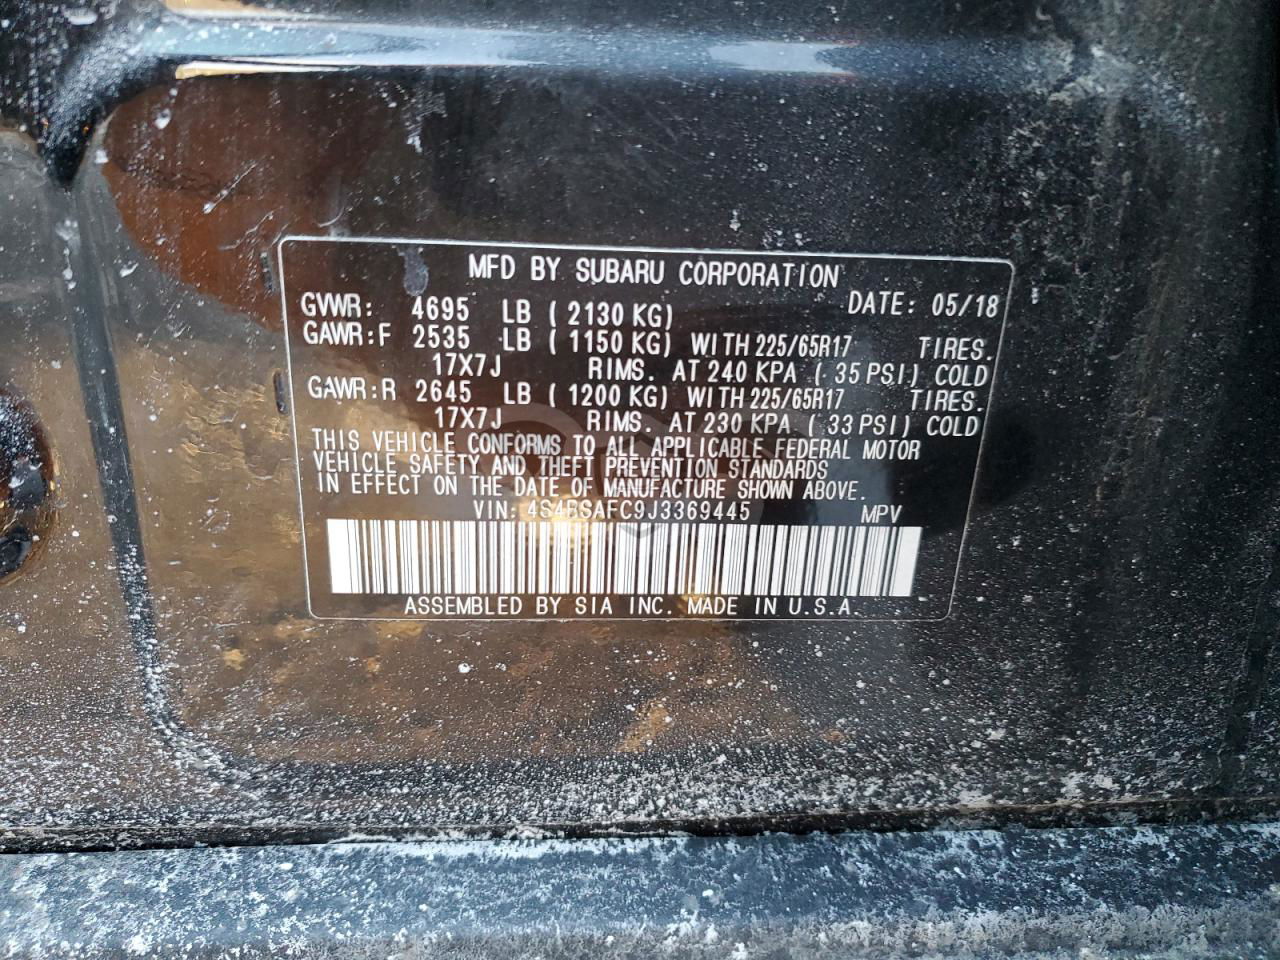 MFD BY SUBARU CORPORATION
GVWR: 4695 LB ( 2130 KG) DATE: 05/18
GAWR:F 2535 LB ( 1150 KG) WITH 225/65R17 TIRES.
17X7J RIMS. AT 240 KPA ( 35 PSI) COLD
GAWR:R 2645 LB ( 1200 KG) WITH 225/65R17 TIRES.
17X7J RIMS. AT 230 KPA ( 33 PSI) COLD
THIS VEHICLE CONFORMS TO ALL APPLICABLE FEDERAL MOTOR
VEHICLE SAFETY AND THEFT PREVENTION STANDARDS
IN EFFECT ON THE DATE OF MANUFACTURE SHOWN ABOVE.
VIN: 4S4BSAFC9J3369445 MPV
ASSEMBLED BY SIA INC. MADE IN U.S.A.